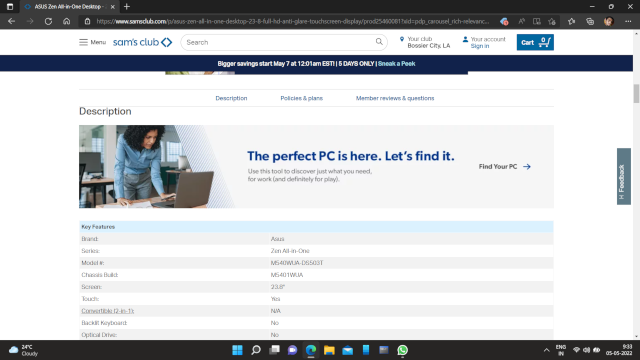 ASUS Zen All-in-One Desktop -
https://www.samsclub.com/p/asus-zen-all-in-one-desktop-23-8-full-hd-anti-glare-touchscreen-display/prod25460081?xid=pdp_carousel_rich-relevanc...
Menu
sam's club
Search
Your club
Bossier City, LA
Your account
Sign in
Cart
0
Bigger savings start May 7 at 12:01am EST! | 5 DAYS ONLY | Sneak a Peek
Description
Policies & plans
Member reviews & questions
Description
The perfect PC is here. Let's find it.
Use this tool to discover just what you need,
for work (and definitely for play).
Find Your PC
Feedback
Key Features
Brand: Asus
Series: Zen All-in-One
Model #: M540WUA-DS503T
Chassis Build: M5401WUA
Screen: 23.8"
Touch: Yes
Convertible (2-in-1): N/A
Backlit Keyboard: No
Optical Drive: No
24°C
Cloudy
ENG
IN
9:33
05-05-2022